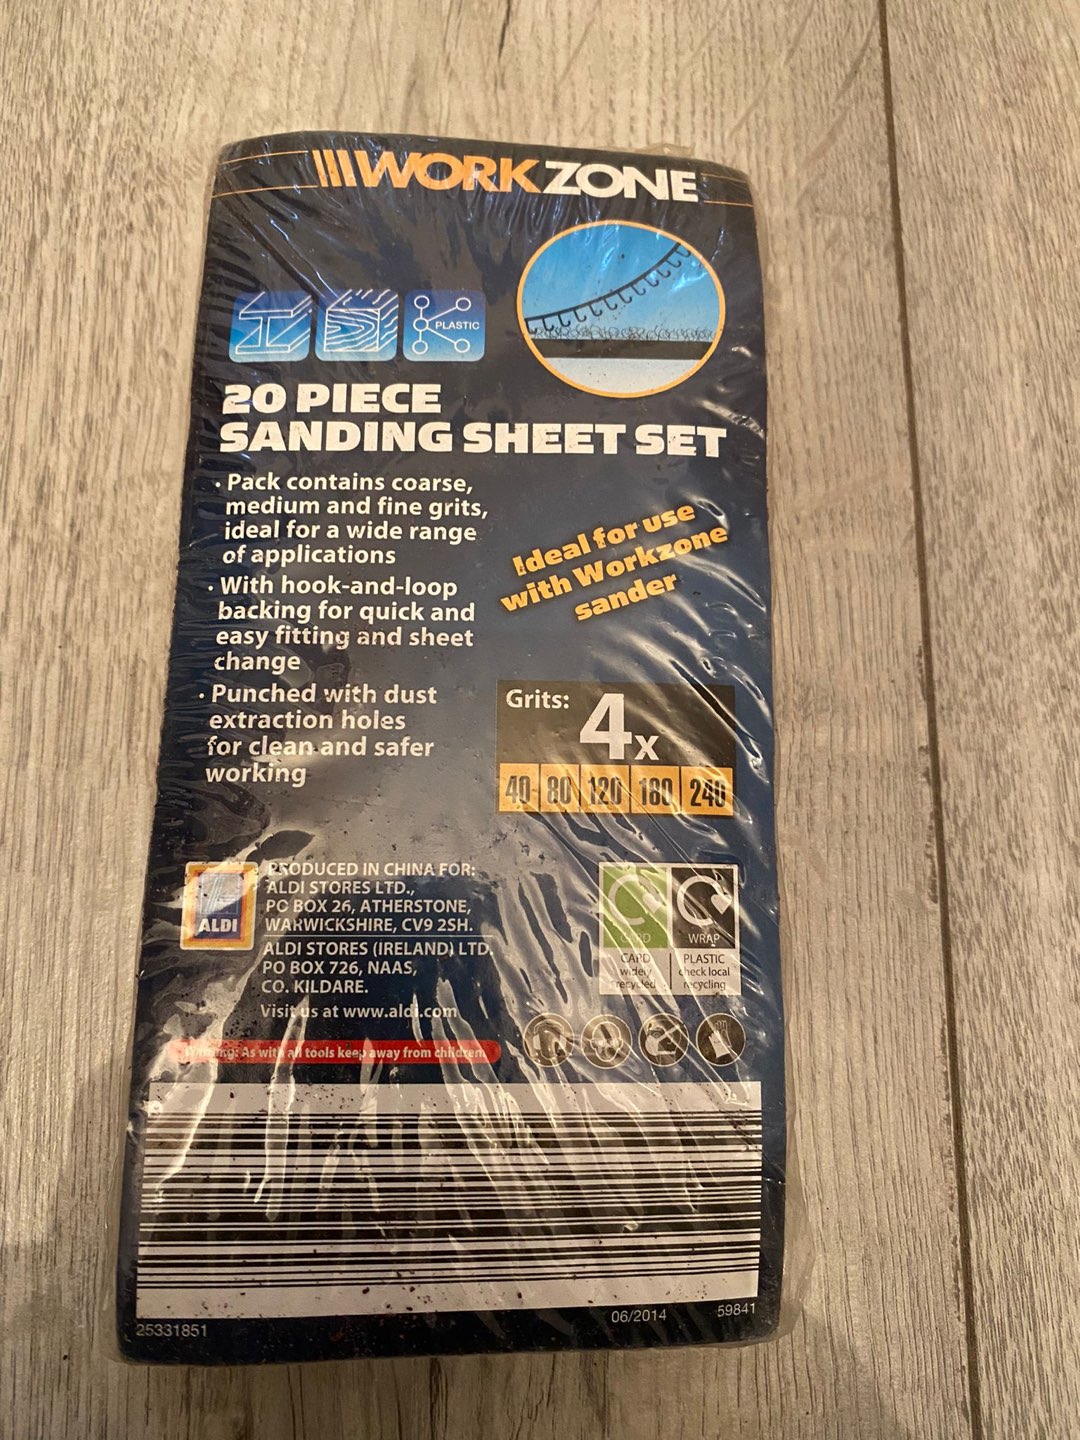 WORKZONE
PLASTIC
20 PIECE
SANDING SHEET SET
· Pack contains coarse,
medium and fine grits,
ideal for a wide range
of applications
· With hook-and-loop
backing for quick and
easy fitting and sheet
change
· Punched with dust
extraction holes
for clean and safer
working
Ideal for use
with Workzone
sander
Grits: 4x
40 80 120 180 240
ALDI
PRODUCED IN CHINA FOR:
ALDI STORES LTD.,
PO BOX 26, ATHERSTONE,
WARWICKSHIRE, CV9 2SH.
ALDI STORES (IRELAND) LTD.
PO BOX 726, NAAS,
CO. KILDARE.
Visit us at www.aldi.com
CARD WRAP
CARD PLASTIC
widely check local
recycled recycling
Warning: As with all tools keep away from children.
25331851
06/2014
59841